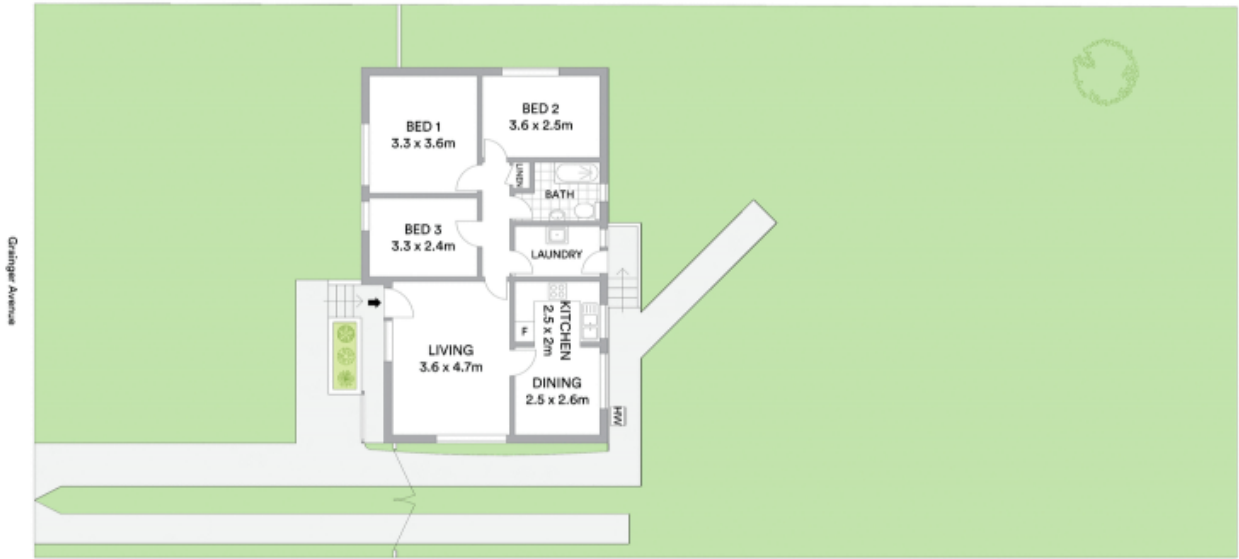 Grainger Avenue
BED 1
3.3 x 3.6m
BED 2
3.6 x 2.5m
LINEN
BATH
BED 3
3.3 x 2.4m
LAUNDRY
KITCHEN
2.5 x 2m
F
LIVING
3.6 x 4.7m
DINING
2.5 x 2.6m
HW